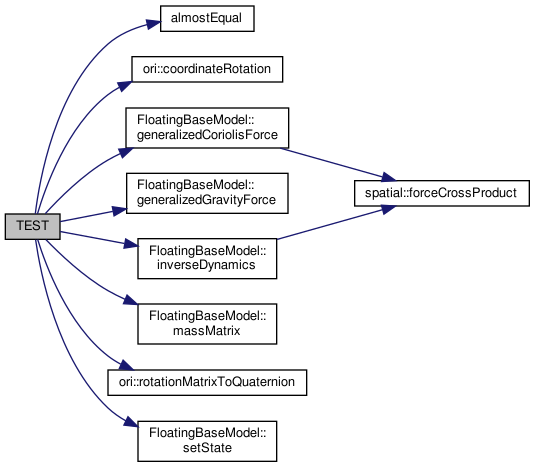 almostEqual
ori::coordinateRotation
FloatingBaseModel::
generalizedCoriolisForce
FloatingBaseModel::
generalizedGravityForce
spatial::forceCrossProduct
TEST
FloatingBaseModel::
inverseDynamics
FloatingBaseModel::
massMatrix
ori::rotationMatrixToQuaternion
FloatingBaseModel::
setState